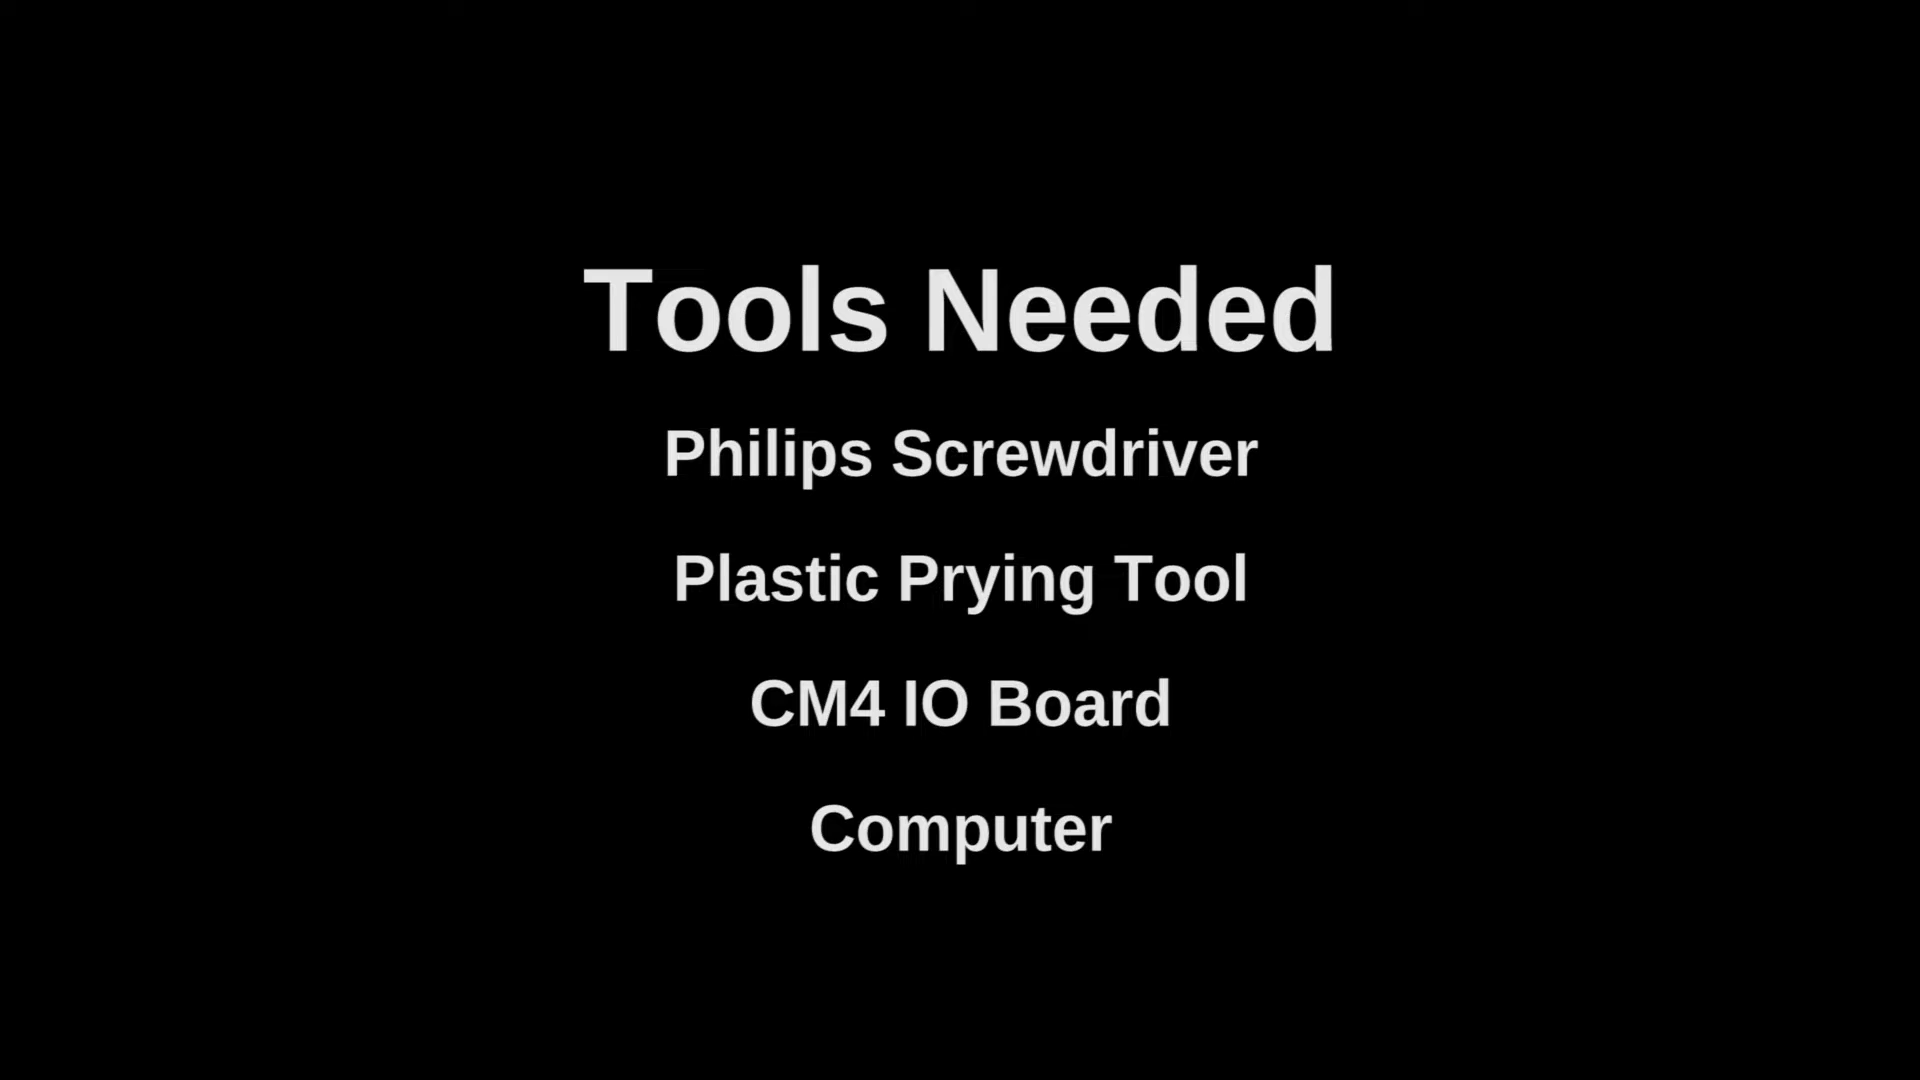 Tools Needed
Philips Screwdriver
Plastic Prying Tool
CM4 IO Board
Computer